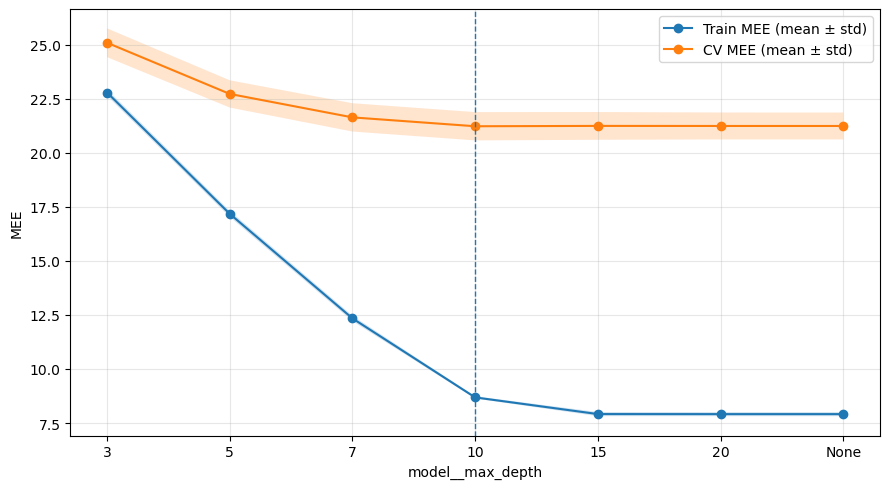 Train MEE (mean ± std)
CV MEE (mean ± std)
MEE
25.0
22.5
20.0
17.5
15.0
12.5
10.0
7.5
3 5 7 10 15 20 None
model__max_depth